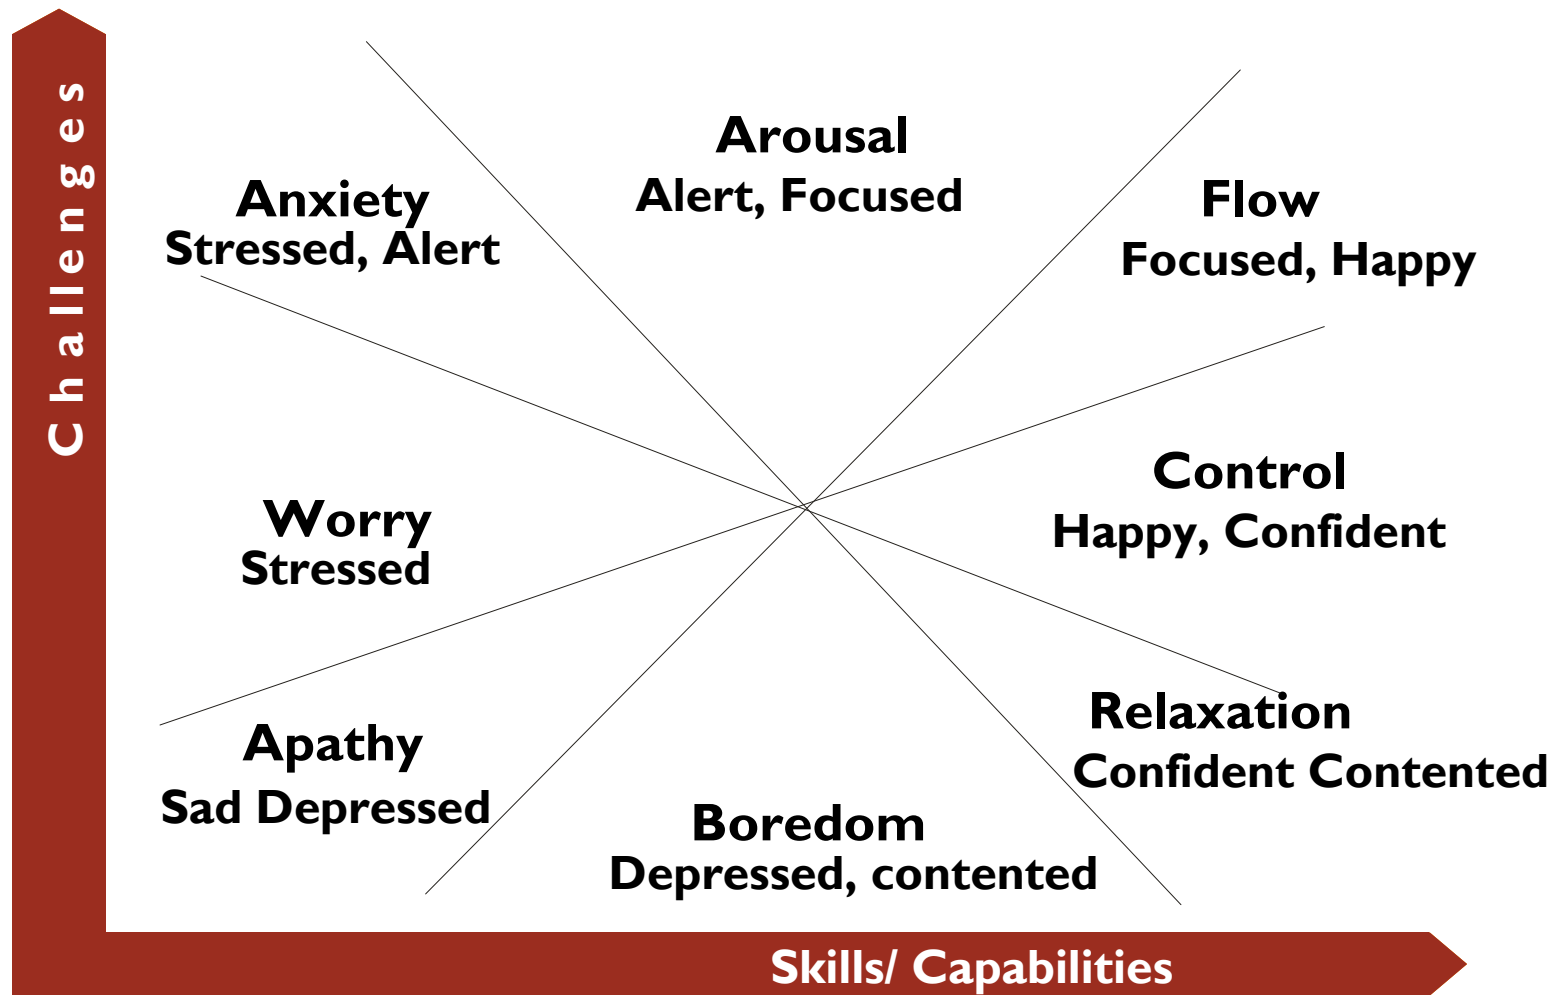 Challenges
Arousal
Alert, Focused
Anxiety
Stressed, Alert
Flow
Focused, Happy
Control
Happy, Confident
Worry
Stressed
Relaxation
Confident Contented
Apathy
Sad Depressed
Boredom
Depressed, contented
Skills/ Capabilities